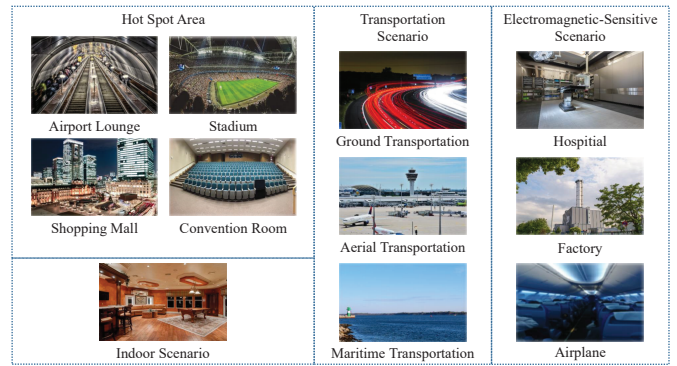 Hot Spot Area
Airport Lounge
Stadium
Shopping Mall
Convention Room
Indoor Scenario
Transportation
Scenario
Ground Transportation
Aerial Transportation
Maritime Transportation
Electromagnetic-Sensitive
Scenario
Hospitial
Factory
Airplane